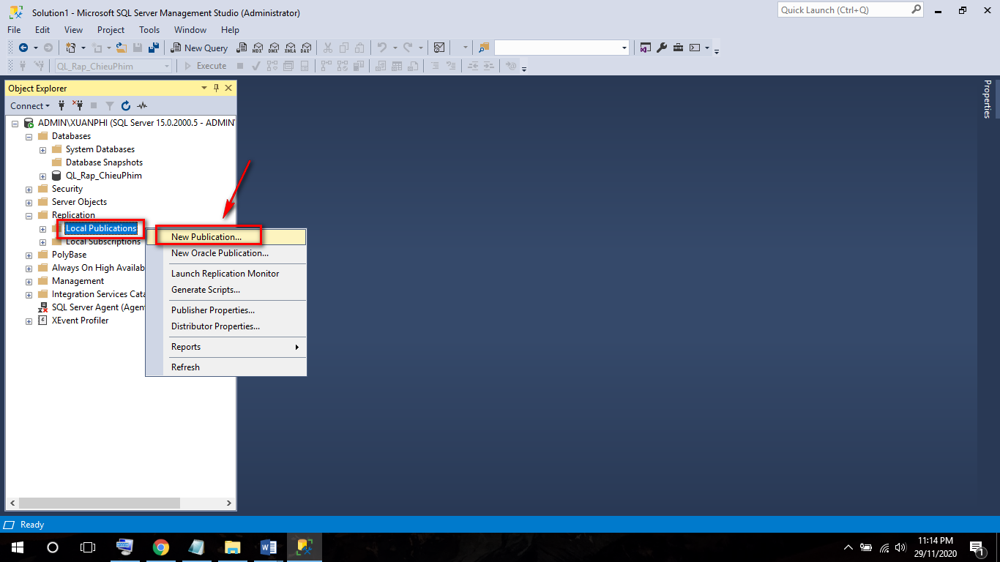 Solution1 - Microsoft SQL Server Management Studio (Administrator)
Quick Launch (Ctrl+Q)
File Edit View Project Tools Window Help
New Query MDX DMX XMLA DAX
QL_Rap_ChieuPhim Execute
Object Explorer
Properties
Connect
ADMIN\XUANPHI (SQL Server 15.0.2000.5 - ADMIN\
Databases
System Databases
Database Snapshots
QL_Rap_ChieuPhim
Security
Server Objects
Replication
Local Publications
Local Subscriptions
PolyBase
Always On High Availab
Management
Integration Services Cata
SQL Server Agent (Agen
XEvent Profiler
New Publication...
New Oracle Publication...
Launch Replication Monitor
Generate Scripts...
Publisher Properties...
Distributor Properties...
Reports
Refresh
Ready
11:14 PM
29/11/2020
1